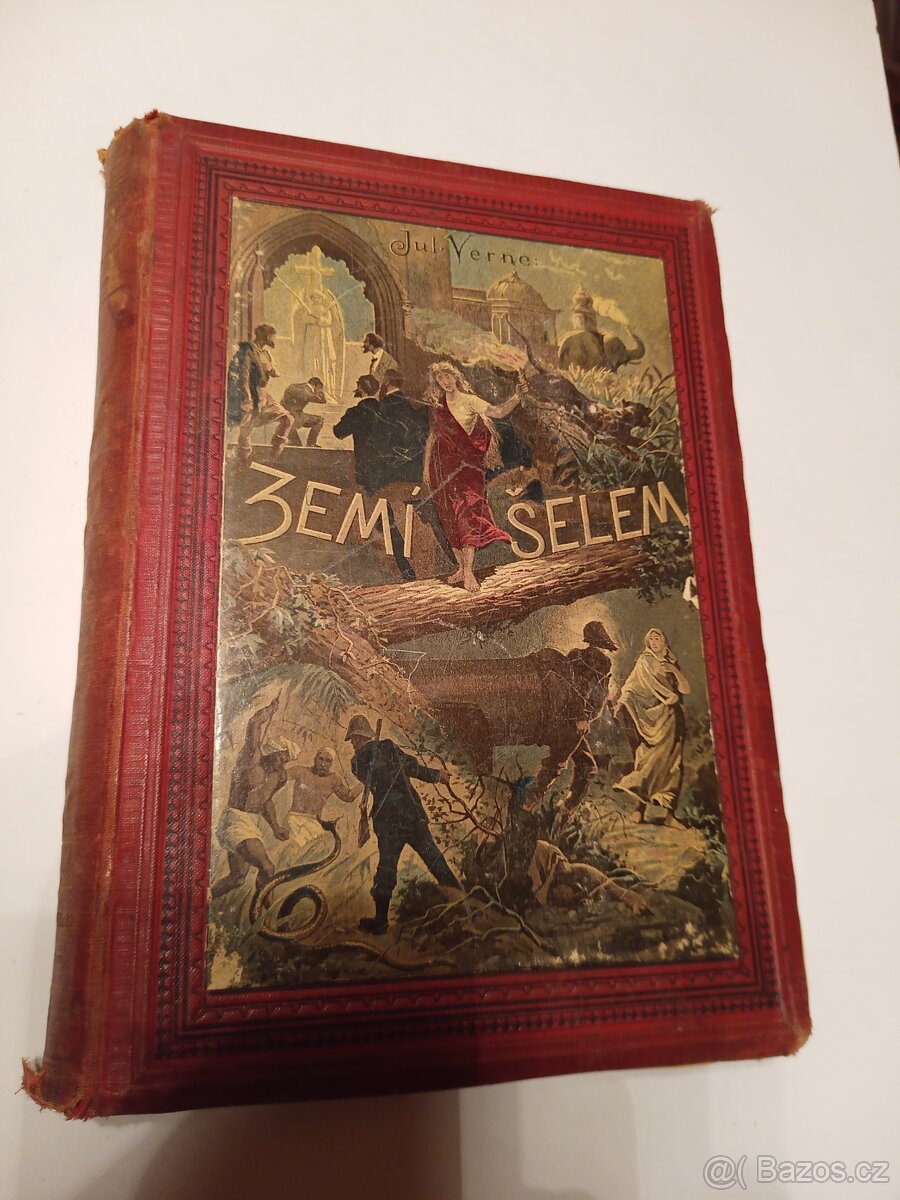 Jul. Verne:
ZEMÍ ŠELEM
@( Bazos.cz